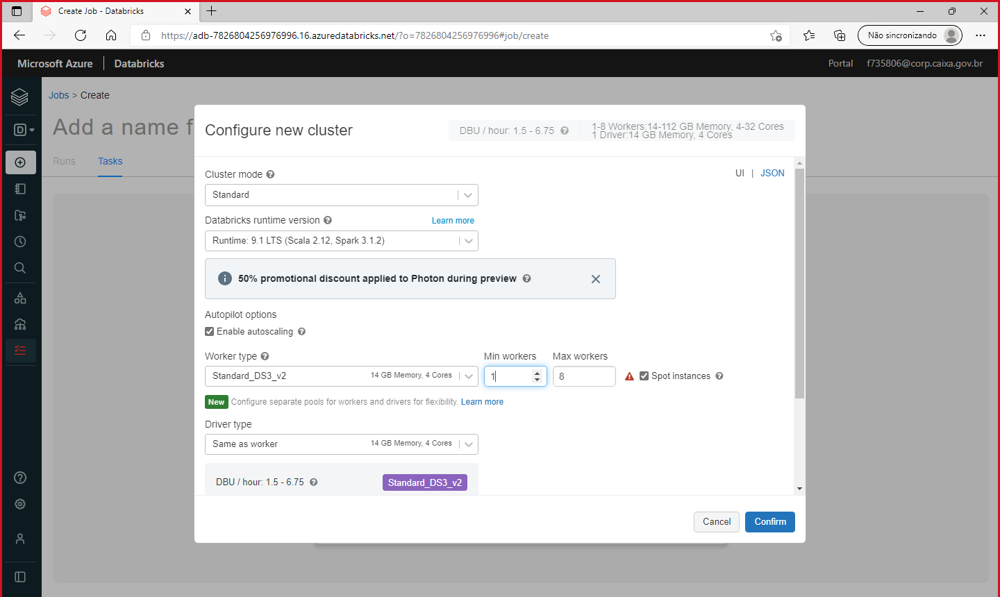 Create Job - Databricks
https://adb-7826804256976996.16.azuredatabricks.net/?o=7826804256976996#job/create
Não sincronizando
Microsoft Azure
Databricks
Portal
f735806@corp.caixa.gov.br
Jobs > Create
D
Add a name f
Runs
Tasks
Configure new cluster
DBU / hour: 1.5 - 6.75
1-8 Workers:14-112 GB Memory, 4-32 Cores
1 Driver:14 GB Memory, 4 Cores
UI | JSON
Cluster mode
Standard
Databricks runtime version
Learn more
Runtime: 9.1 LTS (Scala 2.12, Spark 3.1.2)
50% promotional discount applied to Photon during preview
Autopilot options
Enable autoscaling
Worker type
Min workers
Max workers
Standard_DS3_v2
14 GB Memory, 4 Cores
1
8
Spot instances
New Configure separate pools for workers and drivers for flexibility. Learn more
Driver type
Same as worker
14 GB Memory, 4 Cores
DBU / hour: 1.5 - 6.75
Standard_DS3_v2
Cancel
Confirm